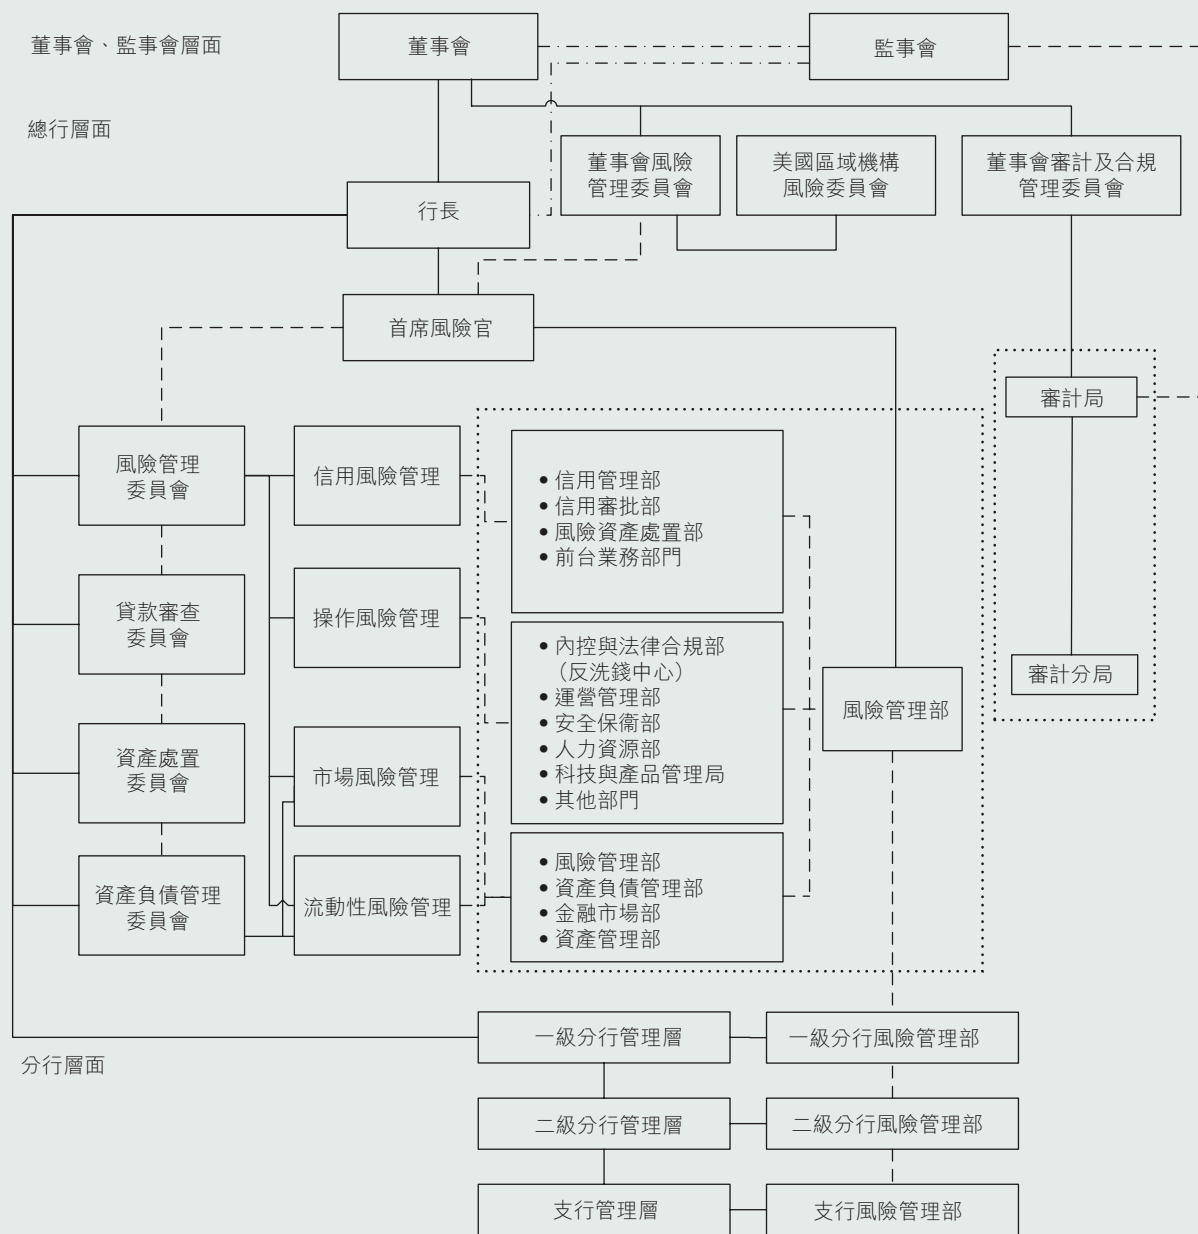 董事會、監事會層面
董事會
監事會
總行層面
董事會風險
管理委員會
美國區域機構
風險委員會
董事會審計及合規
管理委員會
行長
首席風險官
審計局
風險管理
委員會
信用風險管理
• 信用管理部
• 信用審批部
• 風險資產處置部
• 前台業務部門
貸款審查
委員會
操作風險管理
• 內控與法律合規部
（反洗錢中心）
• 運營管理部
• 安全保衞部
• 人力資源部
• 科技與產品管理局
• 其他部門
風險管理部
審計分局
資產處置
委員會
市場風險管理
資產負債管理
委員會
流動性風險管理
• 風險管理部
• 資產負債管理部
• 金融市場部
• 資產管理部
一級分行管理層
一級分行風險管理部
分行層面
二級分行管理層
二級分行風險管理部
支行管理層
支行風險管理部